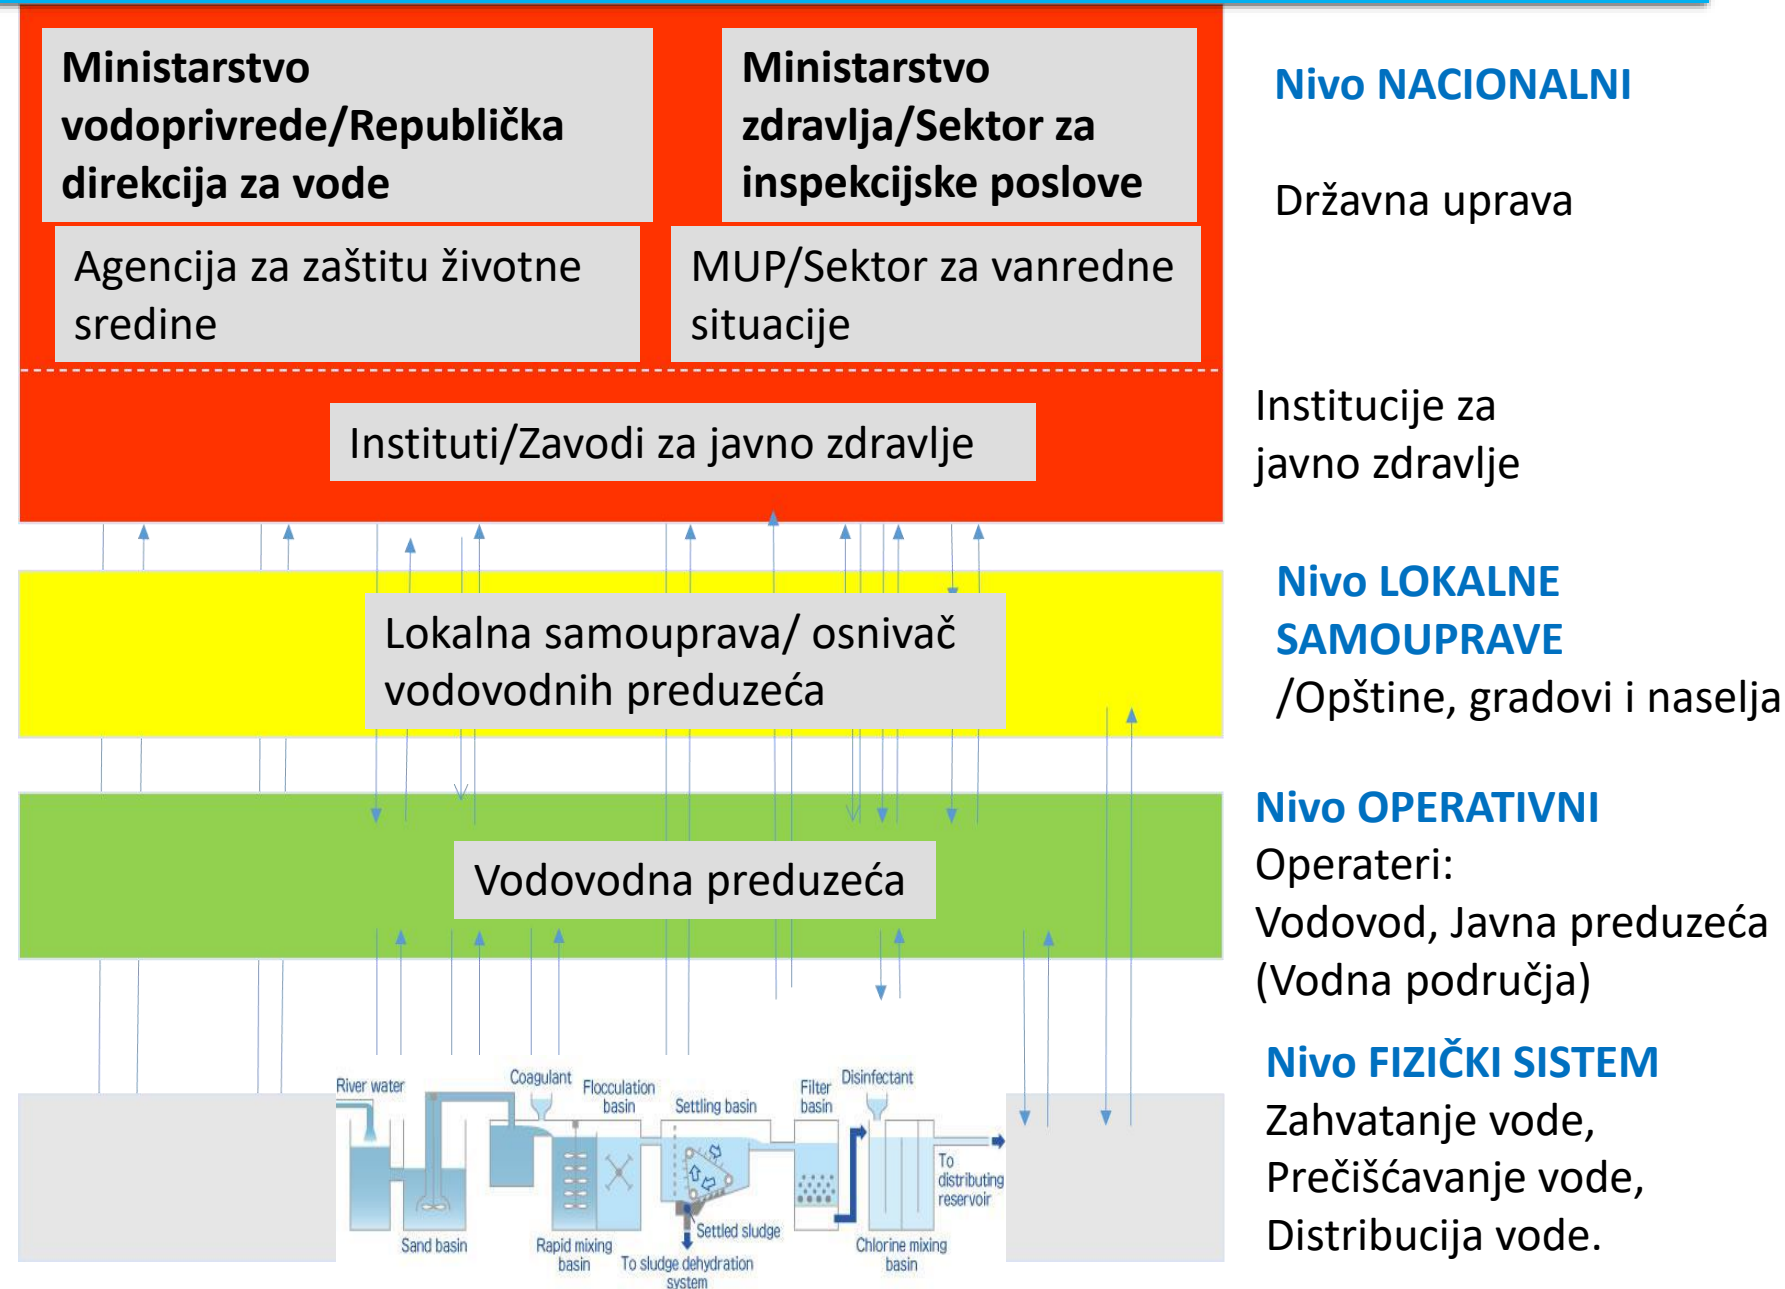 Ministarstvo
vodoprivrede/Republička
direkcija za vode
Ministarstvo
zdravlja/Sektor za
inspekcijske poslove
Nivo NACIONALNI
Državna uprava
Agencija za zaštitu životne
sredine
MUP/Sektor za vanredne
situacije
Instituti/Zavodi za javno zdravlje
Institucije za
javno zdravlje
Lokalna samouprava/ osnivač
vodovodnih preduzeća
Nivo LOKALNE
SAMOUPRAVE
/Opštine, gradovi i naselja
Vodovodna preduzeća
Nivo OPERATIVNI
Operateri:
Vodovod, Javna preduzeća
(Vodna područja)
Nivo FIZIČKI SISTEM
Zahvatanje vode,
Prečišćavanje vode,
Distribucija vode.
River water
Coagulant
Flocculation
basin
Settling basin
Filter
basin
Disinfectant
To
distributing
reservoir
Sand basin
Rapid mixing
basin
Settled sludge
To sludge dehydration
system
Chlorine mixing
basin